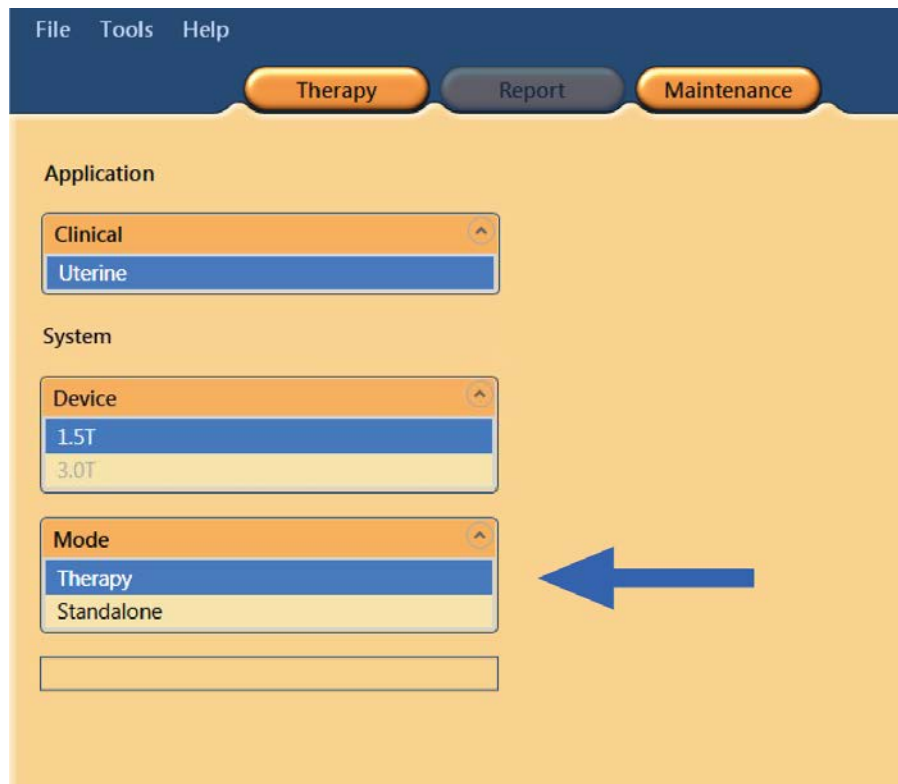 File Tools Help
Therapy Report Maintenance
Application
Clinical
Uterine
System
Device
1.5T
3.0T
Mode
Therapy
Standalone